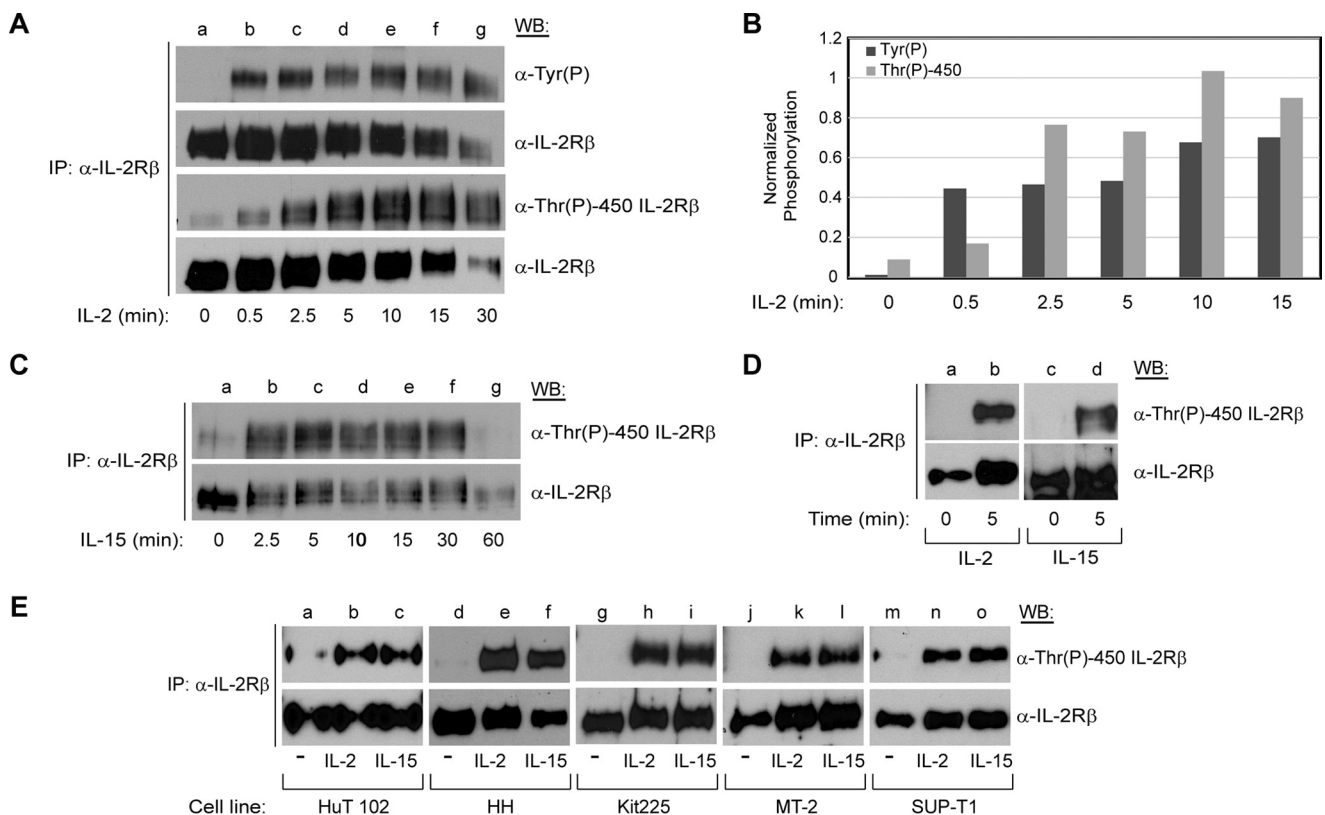 A
a b c d e f g WB:
α-Tyr(P)
α-IL-2Rβ
IP: α-IL-2Rβ
α-Thr(P)-450 IL-2Rβ
α-IL-2Rβ
IL-2 (min): 0 0.5 2.5 5 10 15 30
B
1.2
1
0.8
0.6
0.4
0.2
0
Normalized
Phosphorylation
Tyr(P)
Thr(P)-450
IL-2 (min): 0 0.5 2.5 5 10 15
C
a b c d e f g WB:
α-Thr(P)-450 IL-2Rβ
IP: α-IL-2Rβ
α-IL-2Rβ
IL-15 (min): 0 2.5 5 10 15 30 60
D
a b c d WB:
α-Thr(P)-450 IL-2Rβ
IP: α-IL-2Rβ
α-IL-2Rβ
Time (min): 0 5 0 5
IL-2 IL-15
E
a b c d e f g h i j k l m n o WB:
α-Thr(P)-450 IL-2Rβ
IP: α-IL-2Rβ
α-IL-2Rβ
- IL-2 IL-15 - IL-2 IL-15 - IL-2 IL-15 - IL-2 IL-15 - IL-2 IL-15
Cell line: HuT 102 HH Kit225 MT-2 SUP-T1